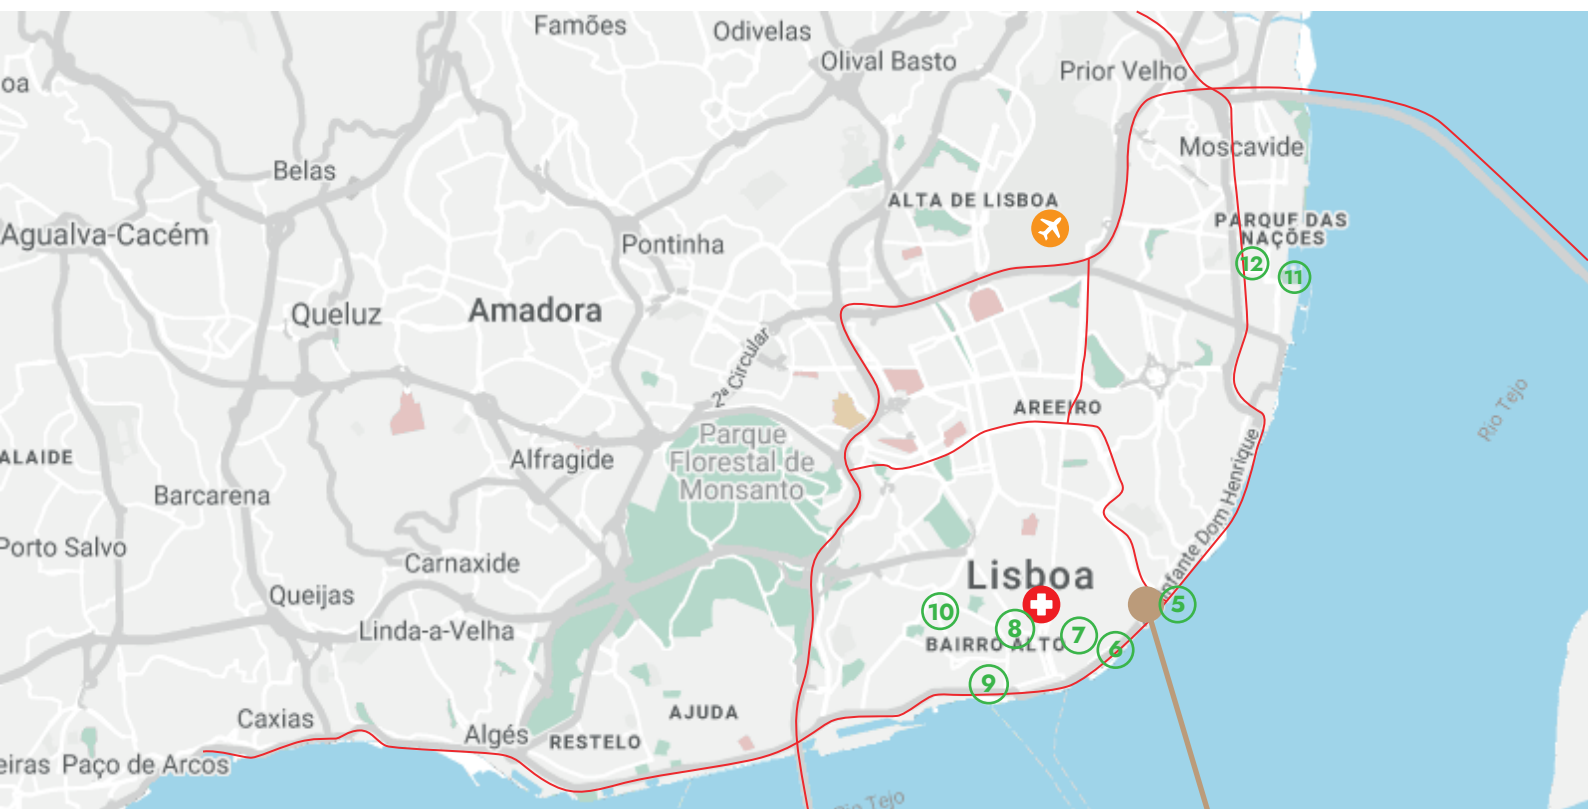 Famões
Odivelas
Olival Basto
Prior Velho
oa
Moscavide
Belas
ALTA DE LISBOA
PARQUE DAS
NAÇÕES
Agualva-Cacém
Pontinha
12
11
Queluz
Amadora
2ª Circular
AREEIRO
Rio Tejo
Parque
Florestal de
Monsanto
ALAIDE
Alfragide
Barcarena
Infante Dom Henrique
Porto Salvo
Carnaxide
Lisboa
Queijas
10
5
Linda-a-Velha
8
7
BAIRRO ALTO
6
9
Caxias
AJUDA
Algés
RESTELO
eiras
Paço de Arcos
Rio Tejo